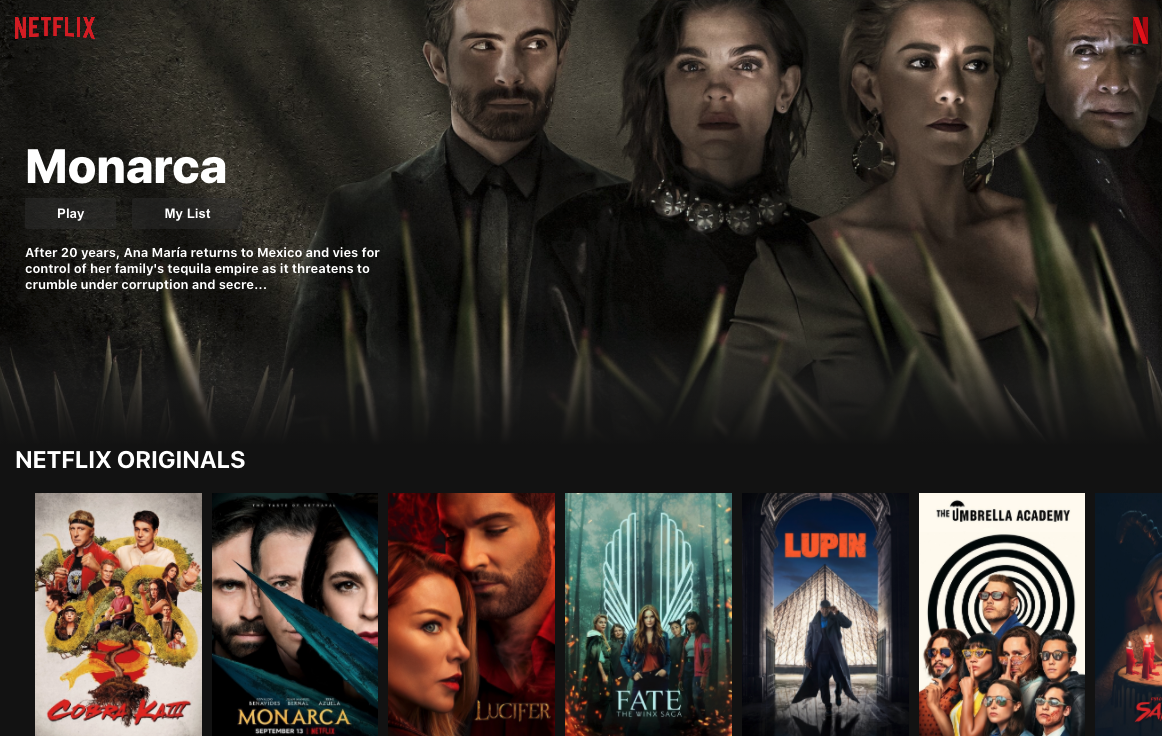 NETFLIX
N
Monarca
Play
My List
After 20 years, Ana María returns to Mexico and vies for
control of her family's tequila empire as it threatens to
crumble under corruption and secre...
NETFLIX ORIGINALS
COBRA KAI
THE TASTE OF BETRAYAL
BENAVIDES
BERNAL
AZULLA
MONARCA
SEPTEMBER 13 | NETFLIX
LUCIFER
FATE
THE WINX SAGA
LUPIN
THE UMBRELLA ACADEMY
SA